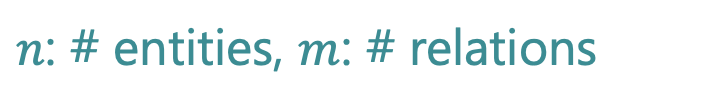 n: # entities, m: # relations